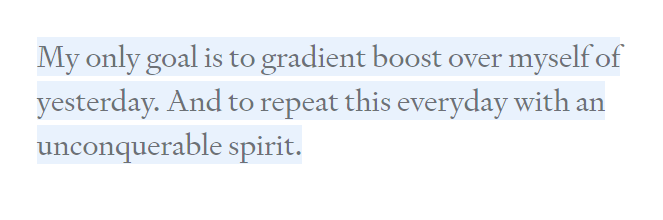 My only goal is to gradient boost over myself of
yesterday. And to repeat this everyday with an
unconquerable spirit.